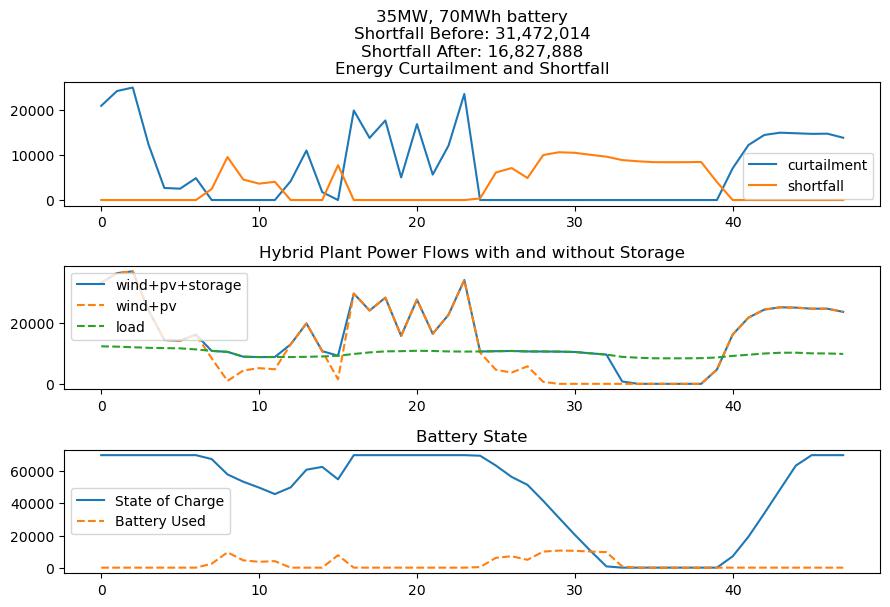 35MW, 70MWh battery
Shortfall Before: 31,472,014
Shortfall After: 16,827,888
Energy Curtailment and Shortfall
20000
10000
0
curtailment
shortfall
0 10 20 30 40
Hybrid Plant Power Flows with and without Storage
wind+pv+storage
wind+pv
load
20000
0
0 10 20 30 40
Battery State
60000
40000
20000
0
State of Charge
Battery Used
0 10 20 30 40